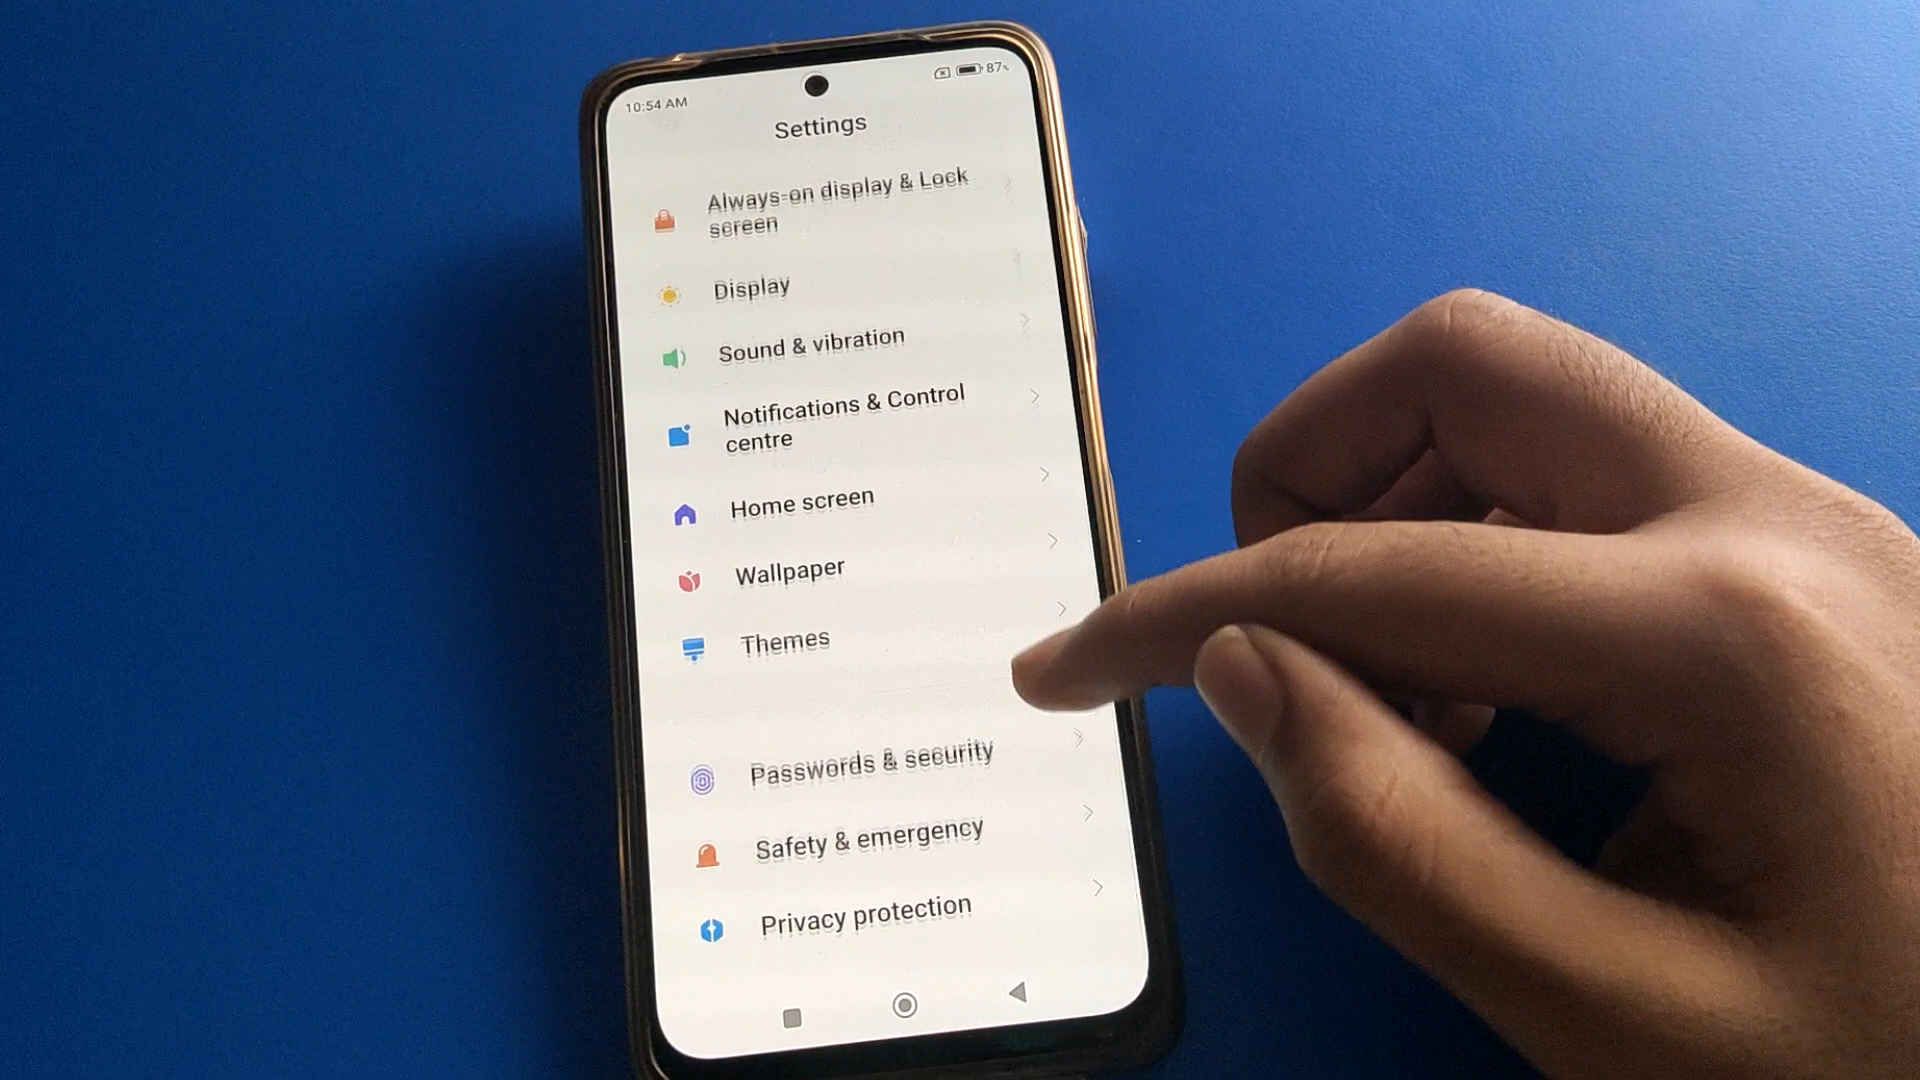 10:54 AM
87%
Settings
Always-on display & Lock
screen
Display
Sound & vibration
Notifications & Control
centre
Home screen
Wallpaper
Themes
Passwords & security
Safety & emergency
Privacy protection